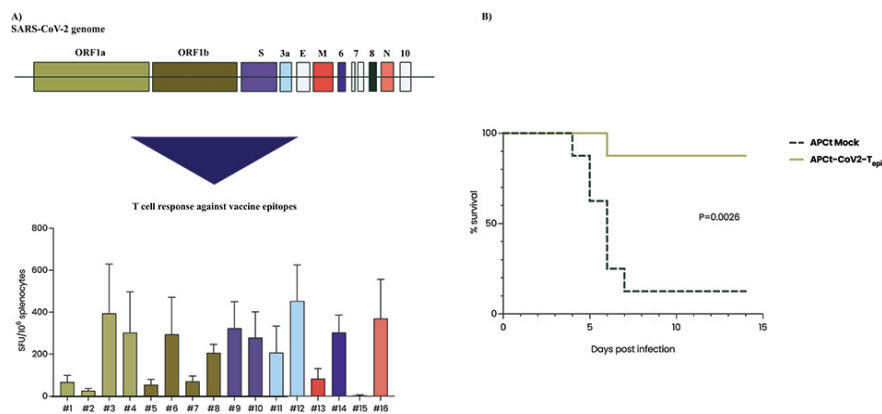 A)
SARS-CoV-2 genome
ORF1a ORF1b S 3a E M 6 7 8 N 10
T cell response against vaccine epitopes
SFU/10⁶ splenocytes
800
600
400
200
0
#1 #2 #3 #4 #5 #6 #7 #8 #9 #10 #11 #12 #13 #14 #15 #16
B)
% survival
100
50
0
0 5 10 15
Days post infection
P=0.0026
APCt Mock
APCt-CoV2-Tepi